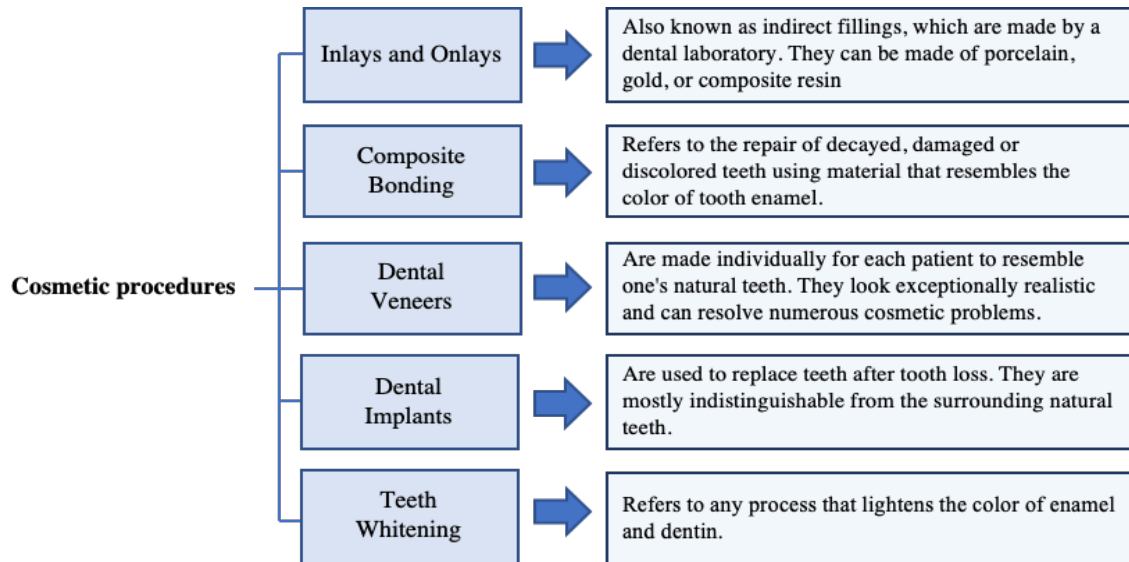 Cosmetic procedures
Inlays and Onlays
Also known as indirect fillings, which are made by a
dental laboratory. They can be made of porcelain,
gold, or composite resin
Composite
Bonding
Refers to the repair of decayed, damaged or
discolored teeth using material that resembles the
color of tooth enamel.
Dental
Veneers
Are made individually for each patient to resemble
one's natural teeth. They look exceptionally realistic
and can resolve numerous cosmetic problems.
Dental
Implants
Are used to replace teeth after tooth loss. They are
mostly indistinguishable from the surrounding natural
teeth.
Teeth
Whitening
Refers to any process that lightens the color of enamel
and dentin.